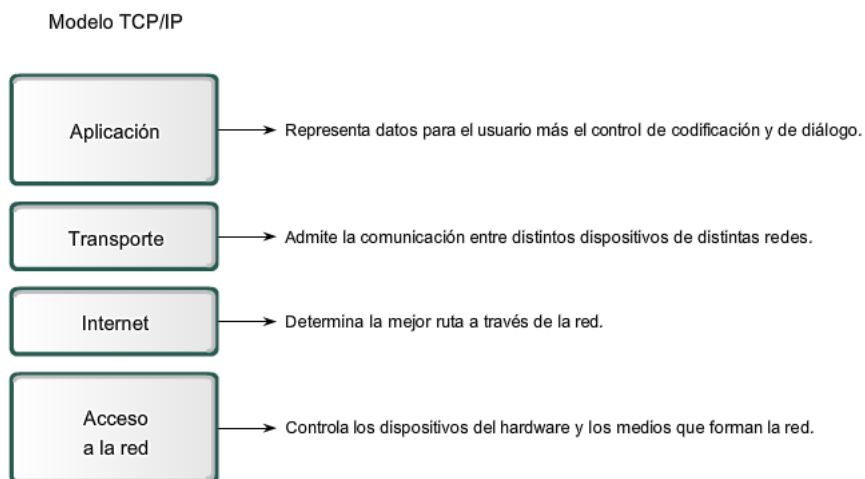 Modelo TCP/IP
Aplicación
Representa datos para el usuario más el control de codificación y de diálogo.
Transporte
Admite la comunicación entre distintos dispositivos de distintas redes.
Internet
Determina la mejor ruta a través de la red.
Acceso
a la red
Controla los dispositivos del hardware y los medios que forman la red.